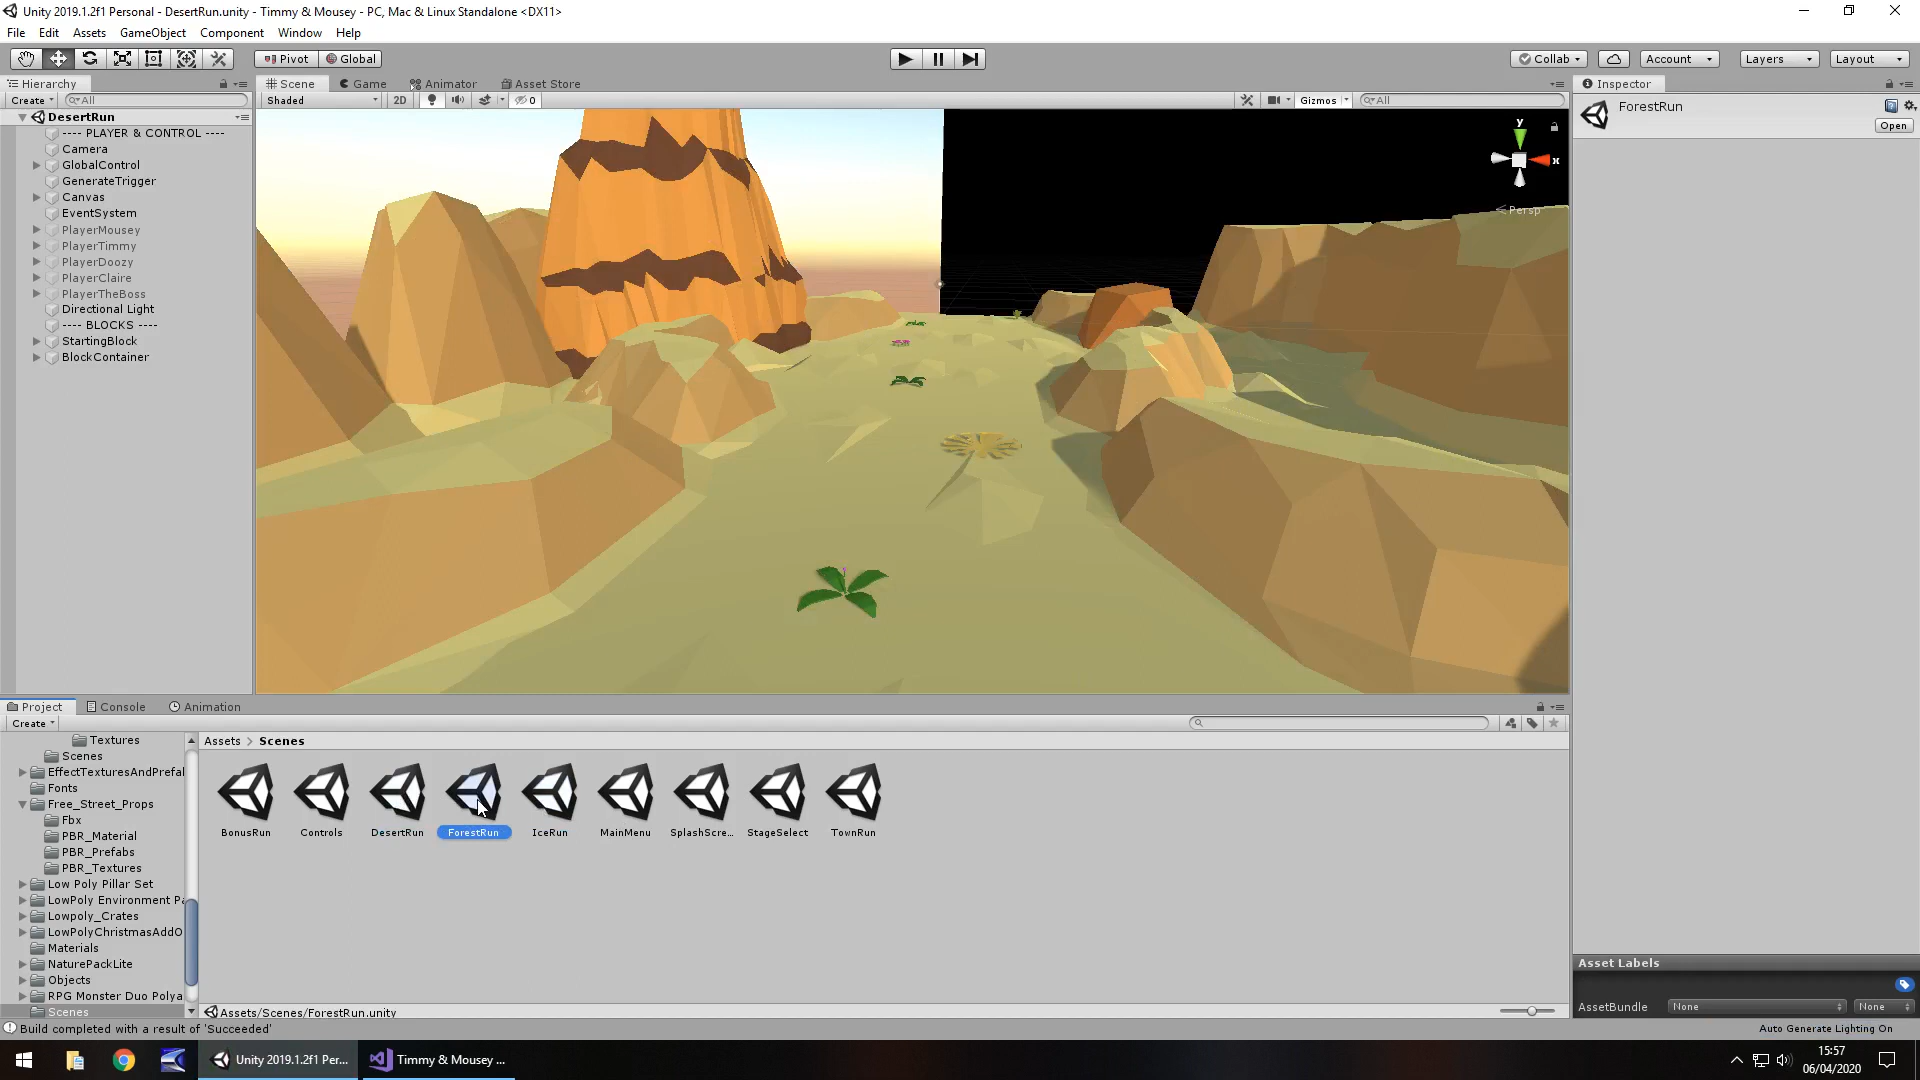 Unity 2019.1.2f1 Personal - DesertRun.unity - Timmy & Mousey - PC, Mac & Linux Standalone <DX11>
File Edit Assets GameObject Component Window Help
Pivot Global Collab Account Layers Layout
Hierarchy Scene Game Animator Asset Store Inspector
Create All Shaded 2D 0 Gizmos All
ForestRun
Open
DesertRun
---- PLAYER & CONTROL ----
Camera
GlobalControl
GenerateTrigger
Canvas
EventSystem
PlayerMousey
PlayerTimmy
PlayerDoozy
PlayerClaire
PlayerTheBoss
Directional Light
---- BLOCKS ----
StartingBlock
BlockContainer
y
x
Persp
Project Console Animation
Create
Assets > Scenes
Textures
Scenes
EffectTexturesAndPrefal
Fonts
Free_Street_Props
Fbx
PBR_Material
PBR_Prefabs
PBR_Textures
Low Poly Pillar Set
LowPoly Environment Pa
Lowpoly_Crates
LowPolyChristmasAddO
Materials
NaturePackLite
Objects
RPG Monster Duo Polya
Scenes
BonusRun Controls DesertRun ForestRun IceRun MainMenu SplashScre... StageSelect TownRun
Assets/Scenes/ForestRun.unity
Asset Labels
AssetBundle None None
Build completed with a result of 'Succeeded'
Auto Generate Lighting On
Unity 2019.1.2f1 Per...
Timmy & Mousey ...
15:57
06/04/2020